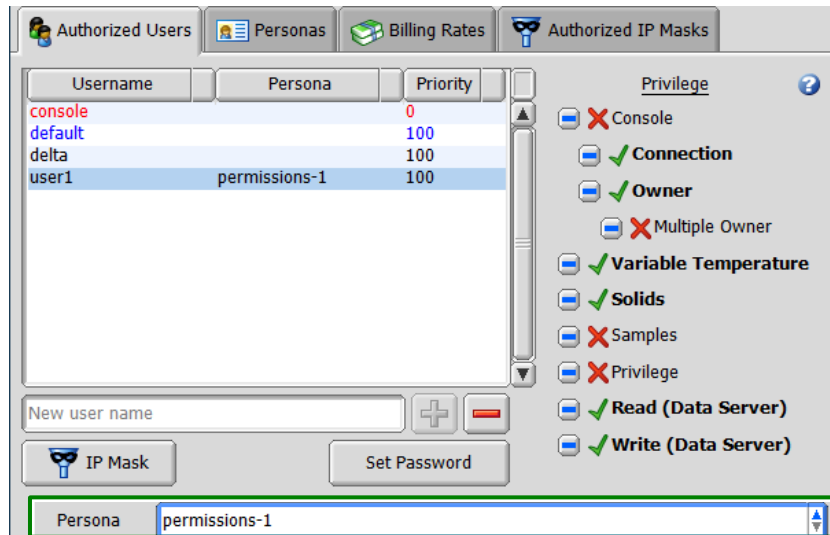 Authorized Users Personas Billing Rates Authorized IP Masks
Username Persona Priority
console 0
default 100
delta 100
user1 permissions-1 100
New user name
IP Mask Set Password
Privilege
Console
Connection
Owner
Multiple Owner
Variable Temperature
Solids
Samples
Privilege
Read (Data Server)
Write (Data Server)
Persona permissions-1